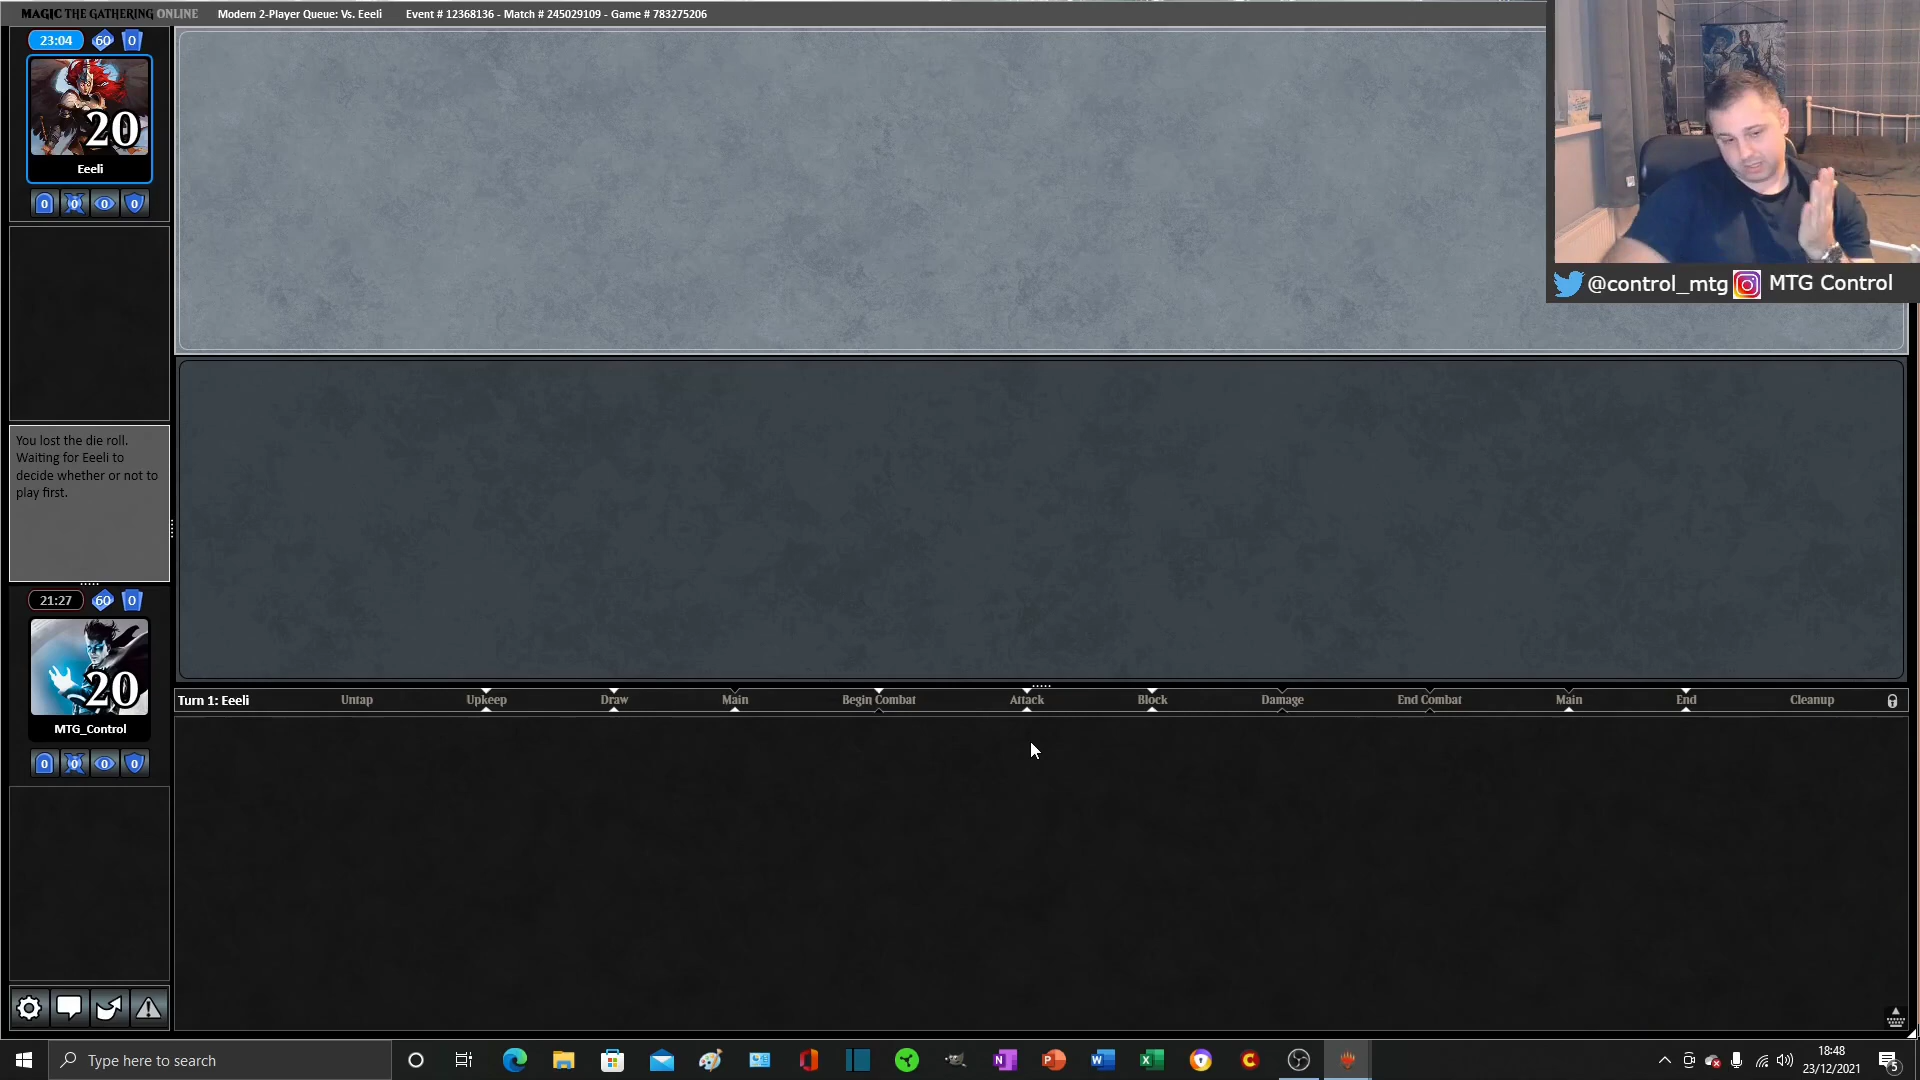 MAGIC THE GATHERING ONLINE Modern 2-Player Queue: Vs. Eeeli Event # 12368136 - Match # 245029109 - Game # 783275206
23:04 60 0
20
Eeeli
0 0 0 0
@control_mtg MTG Control
You lost the die roll.
Waiting for Eeeli to
decide whether or not to
play first.
21:27 60 0
20
MTG_Control
0 0 0 0
Turn 1: Eeeli Untap Upkeep Draw Main Begin Combat Attack Block Damage End Combat Main End Cleanup
Type here to search
18:48
23/12/2021
5